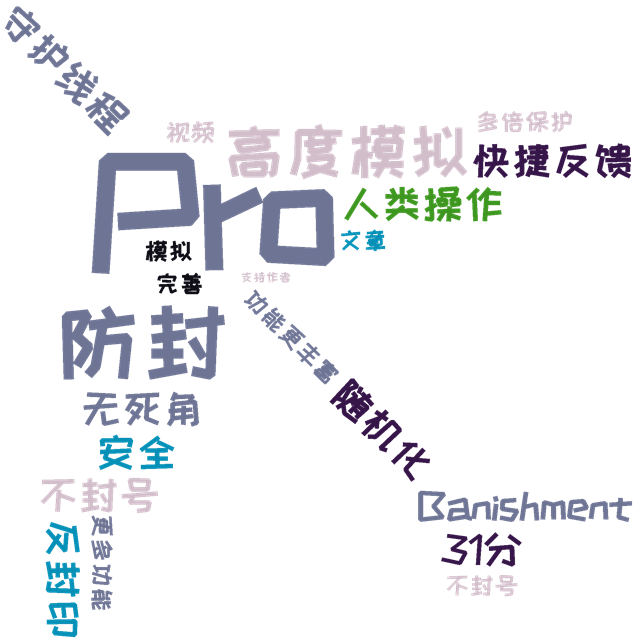 守护线程
视频
高度模拟
多倍保护
快捷反馈
Pro
人类操作
文章
模拟
完善
支持作者
功能更丰富
防封
随机化
无死角
安全
不封号
Banishment
反封印
更多功能
31分
不封号